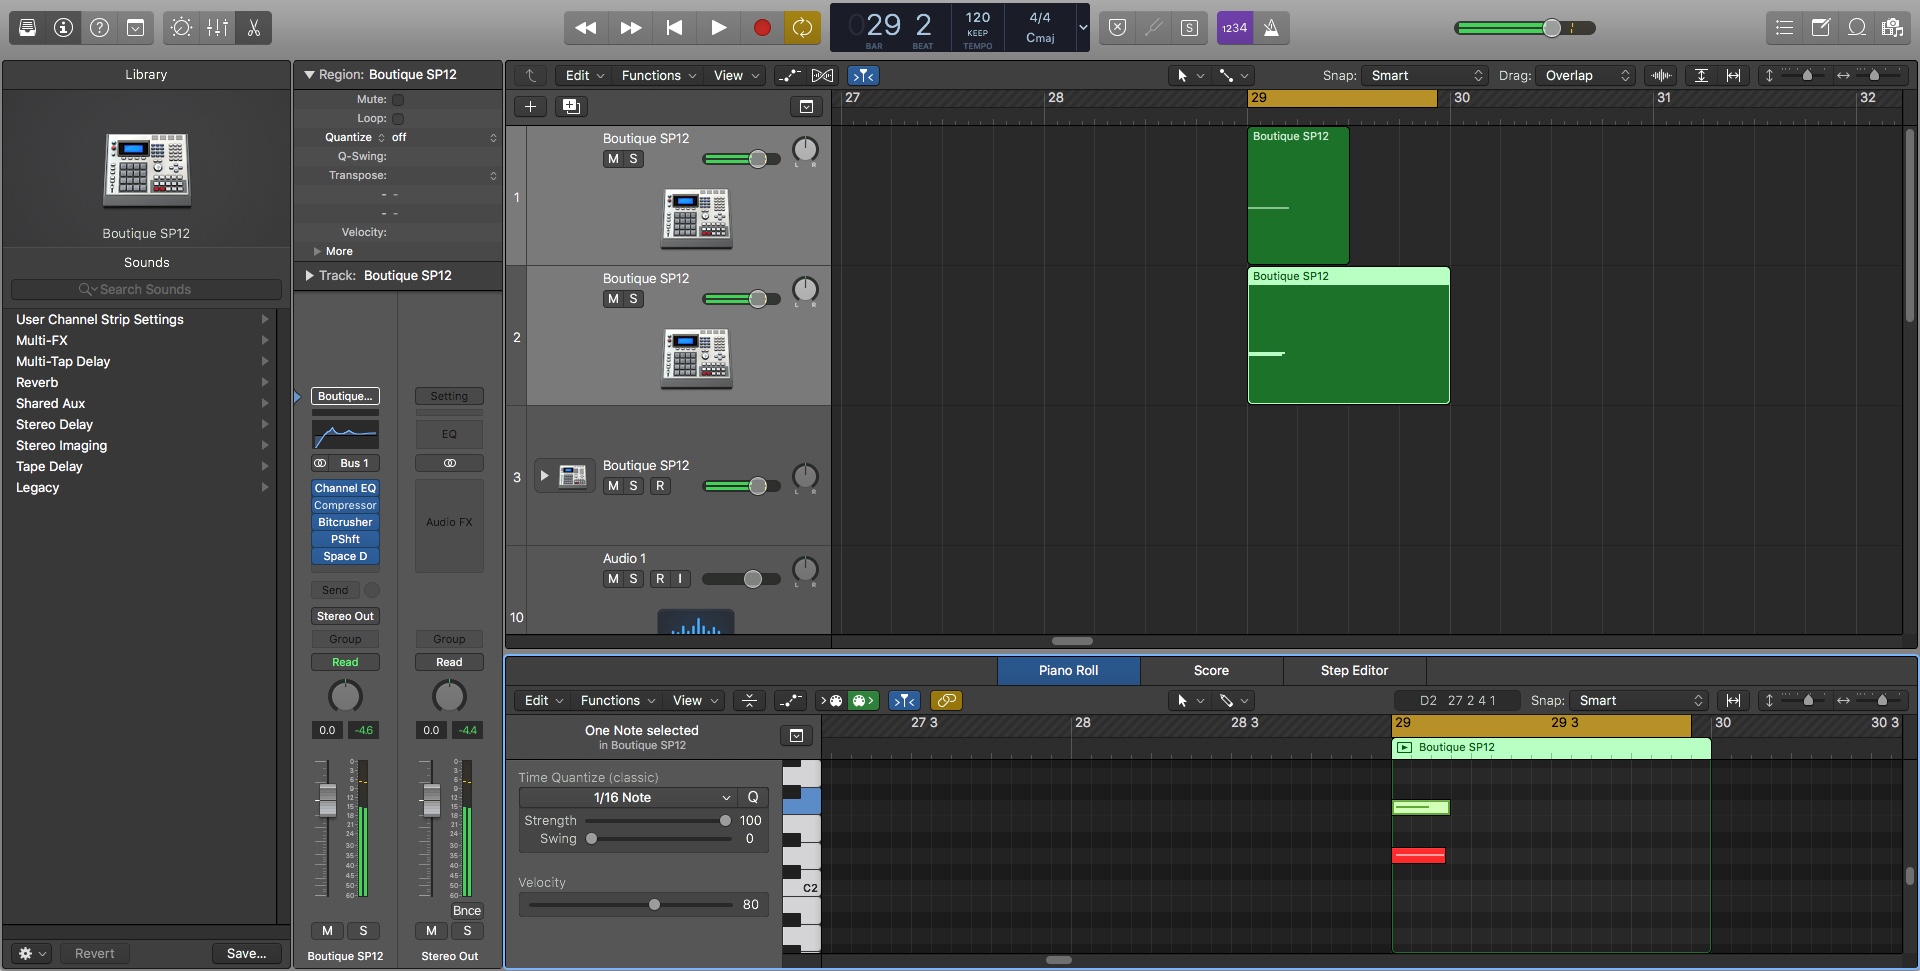 1234
029 2
BAR BEAT
120
KEEP
TEMPO
4/4
Cmaj
S
Library
Boutique SP12
Sounds
Search Sounds
User Channel Strip Settings
Multi-FX
Multi-Tap Delay
Reverb
Shared Aux
Stereo Delay
Stereo Imaging
Tape Delay
Legacy
Revert
Save...
Region: Boutique SP12
Mute:
Loop:
Quantize off
Q-Swing:
Transpose:
- -
- -
Velocity:
More
Track: Boutique SP12
Boutique...
Bus 1
Channel EQ
Compressor
Bitcrusher
PShft
Space D
Send
Stereo Out
Group
Read
0.0 -4.6
M S
Boutique SP12
Setting
EQ
Audio FX
Group
Read
0.0 -4.4
Bnce
M S
Stereo Out
Edit Functions View
Snap: Smart
Drag: Overlap
27 28 29 30 31 32
1
Boutique SP12
M S
L R
2
Boutique SP12
M S
L R
3
Boutique SP12
M S R
L R
10
Audio 1
M S R I
L R
Boutique SP12
Boutique SP12
Piano Roll Score Step Editor
Edit Functions View
D2 27 2 4 1
Snap: Smart
One Note selected
in Boutique SP12
27 3 28 28 3 29 29 3 30 30 3
Boutique SP12
Time Quantize (classic)
1/16 Note Q
Strength 100
Swing 0
Velocity
80
C2